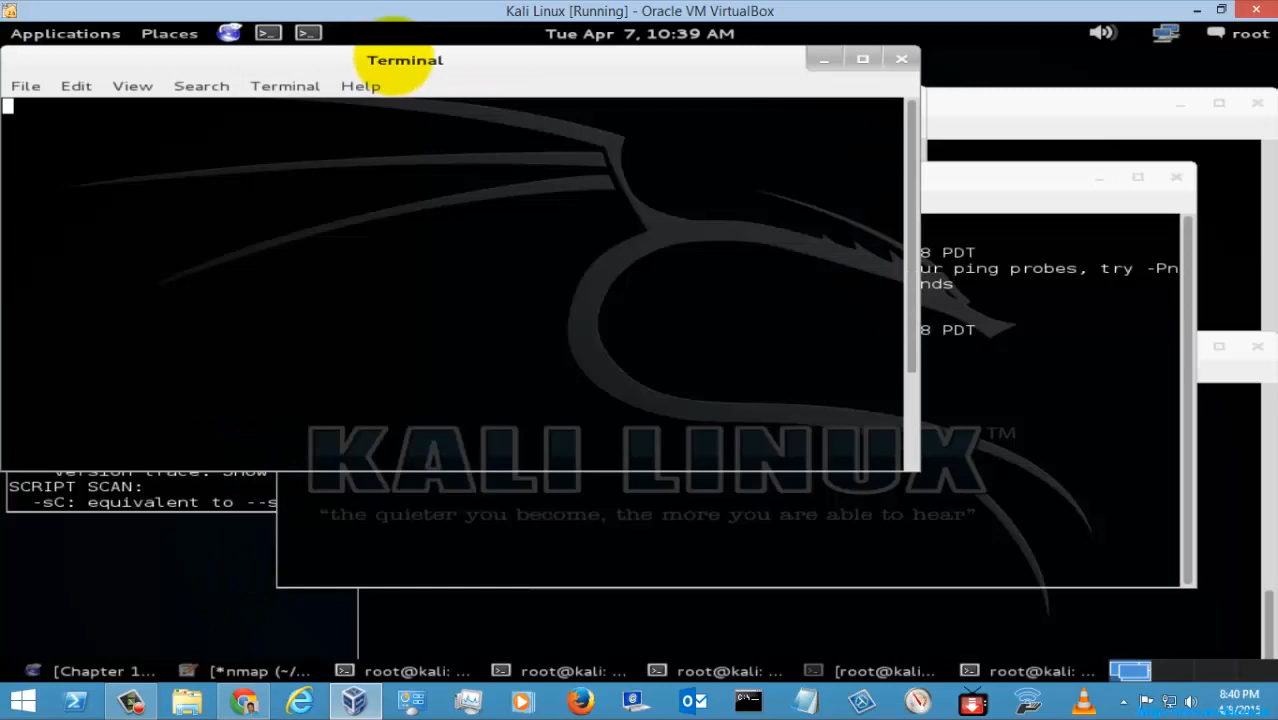 Kali Linux [Running] - Oracle VM VirtualBox
Applications Places Tue Apr 7, 10:39 AM root
Terminal
File Edit View Search Terminal Help
8 PDT
ur ping probes, try -Pn
nds
8 PDT
KALI LINUX™
"the quieter you become, the more you are able to hear"
SCRIPT SCAN:
-sC: equivalent to --s
[Chapter 1... [*nmap (~/... root@kali: ... root@kali: ... root@kali: ... [root@kali:... root@kali: ...
8:40 PM